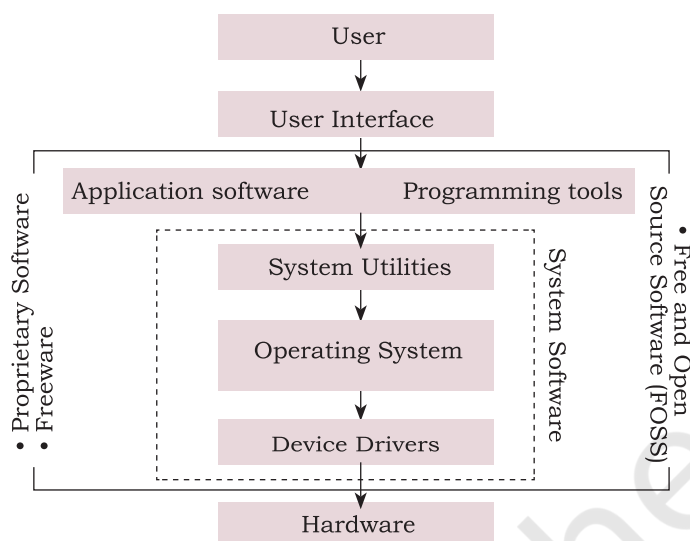 User
User Interface
Application software
Programming tools
System Utilities
Operating System
Device Drivers
Hardware
System Software
• Proprietary Software
• Freeware
• Free and Open
Source Software (FOSS)
he